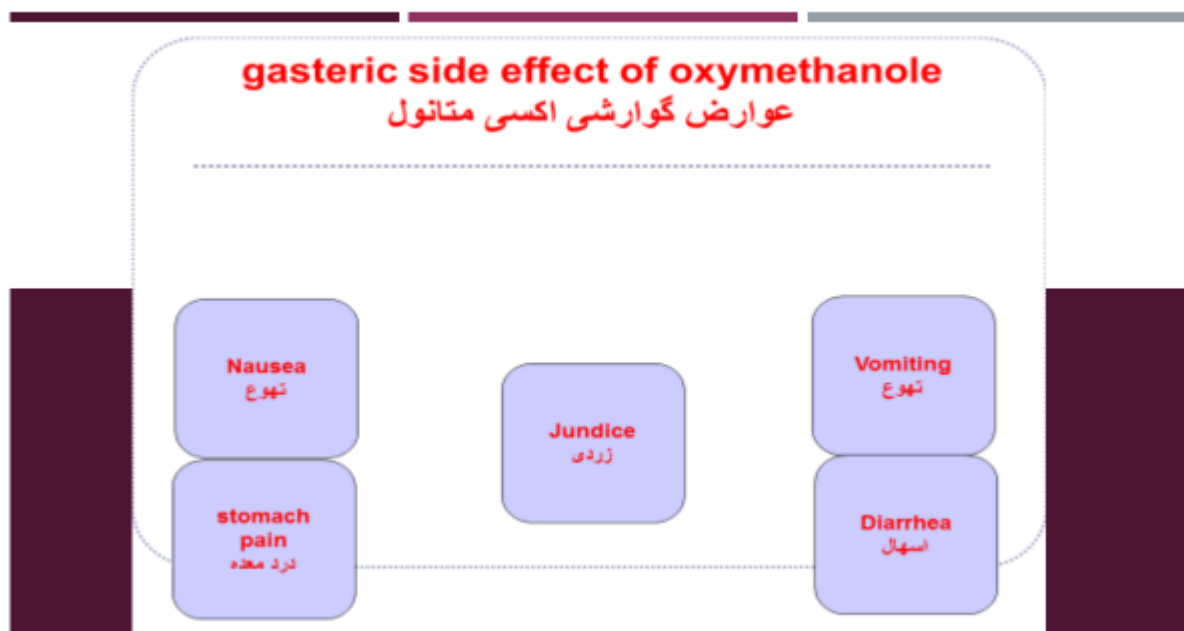 gasteric side effect of oxymethanole
عوارض گوارشی اکسی متانول
Nausea
تهوع
Vomiting
تهوع
Jundice
زردی
stomach
pain
درد معده
Diarrhea
اسهال